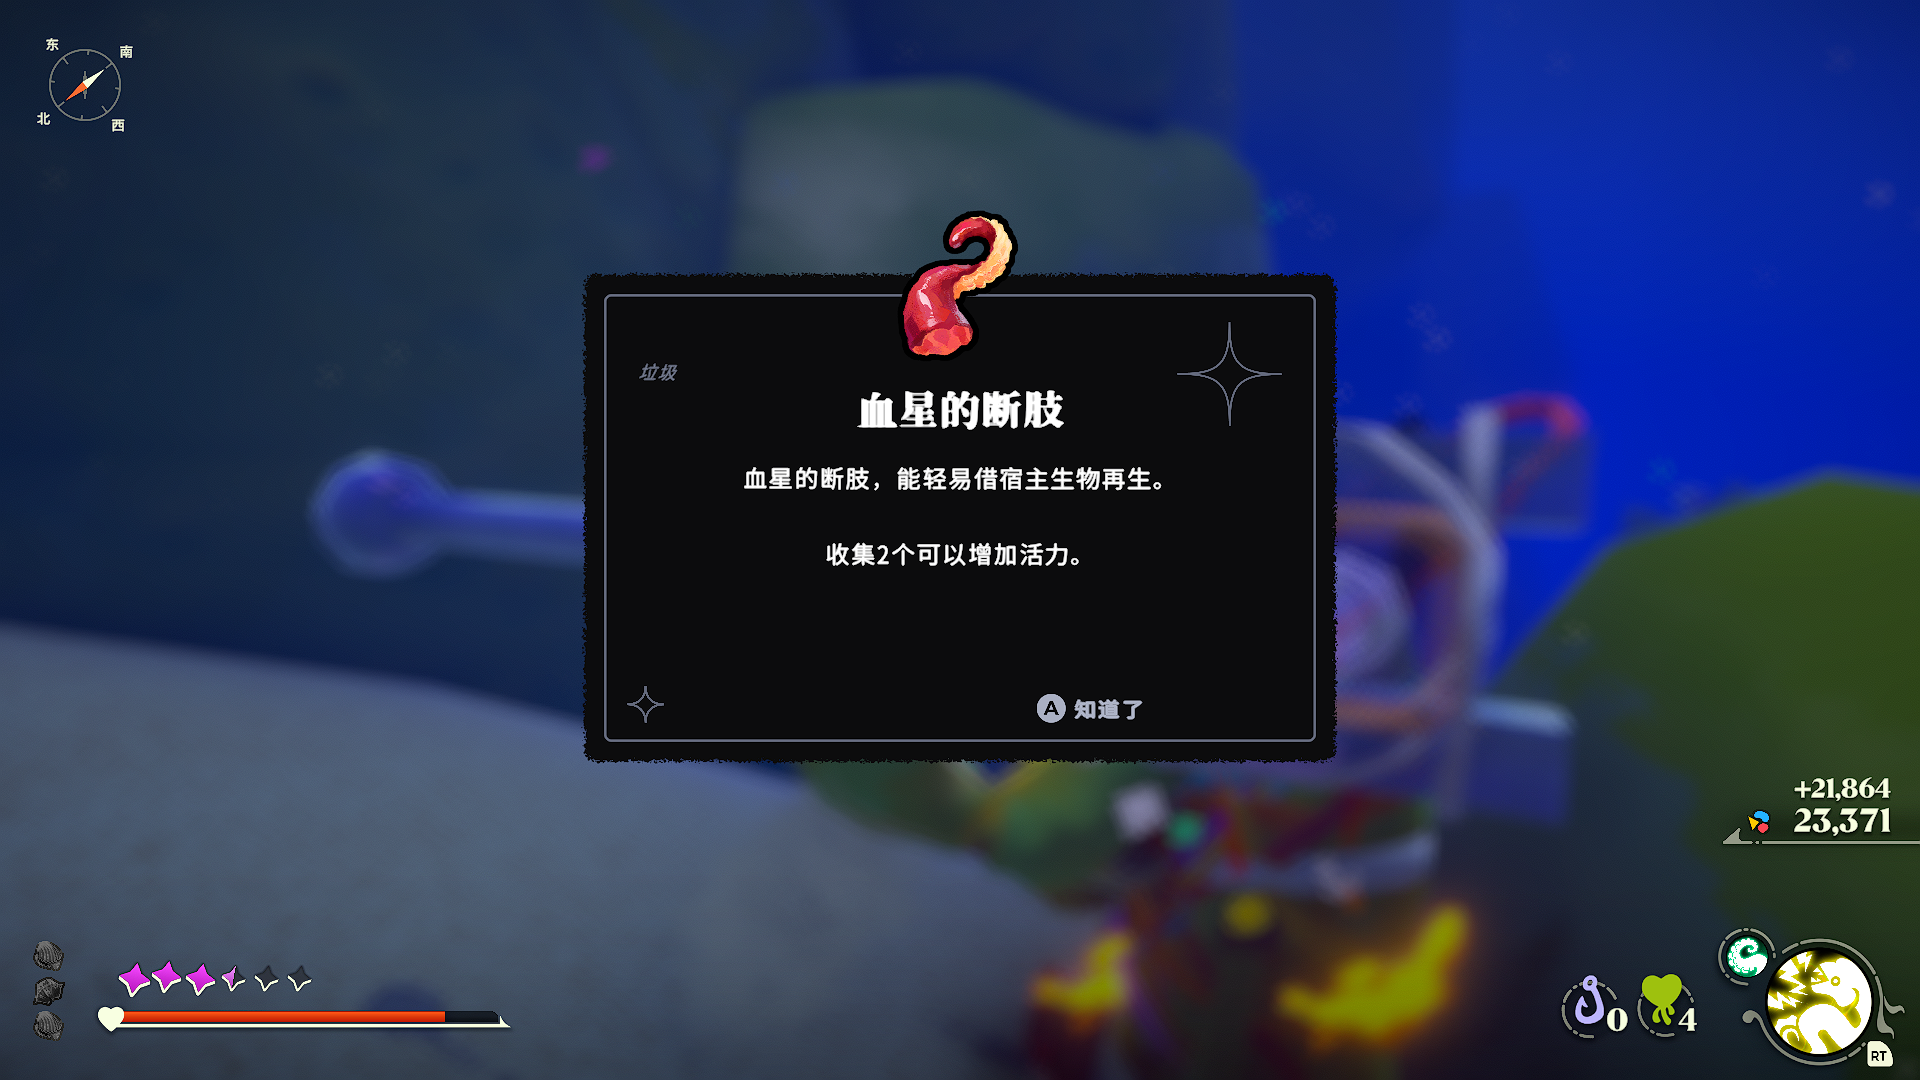 东
南
北
西
垃圾
血星的断肢
血星的断肢，能轻易借宿主生物再生。
收集2个可以增加活力。
A 知道了
+21,864
23,371
0
4
RT